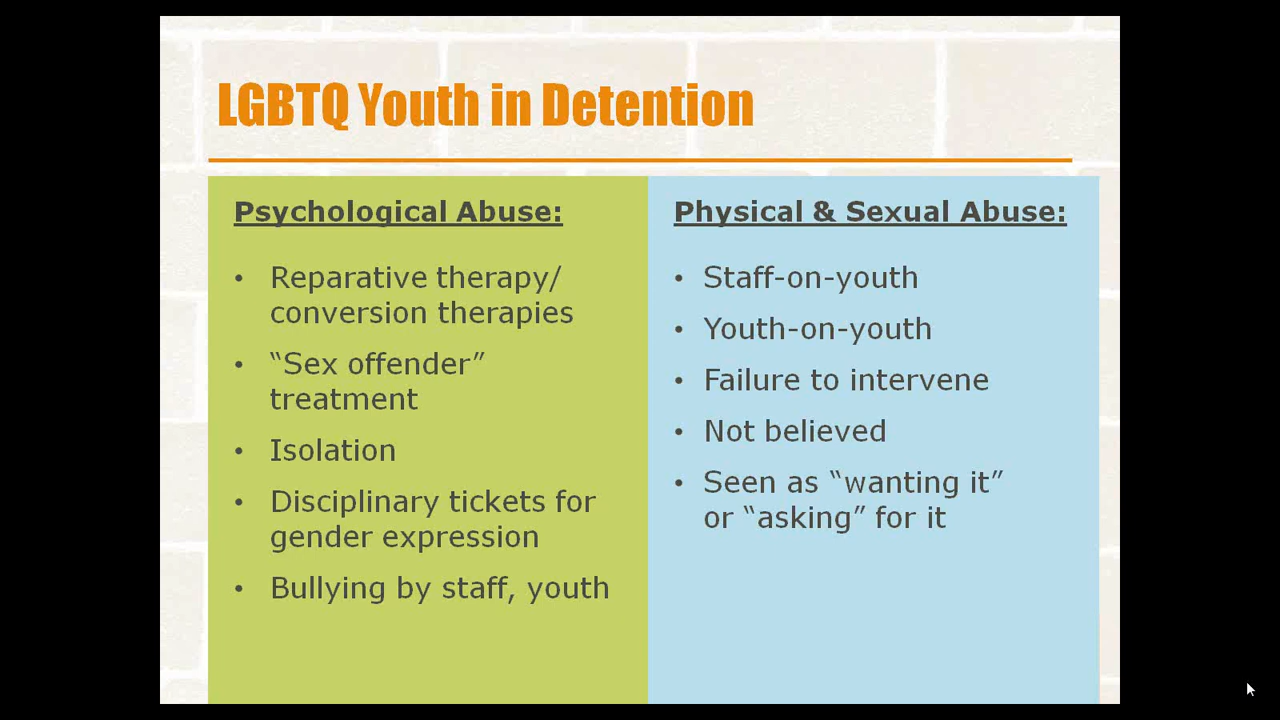 LGBTQ Youth in Detention
Psychological Abuse:
• Reparative therapy/
conversion therapies
• “Sex offender”
treatment
• Isolation
• Disciplinary tickets for
gender expression
• Bullying by staff, youth
Physical & Sexual Abuse:
• Staff-on-youth
• Youth-on-youth
• Failure to intervene
• Not believed
• Seen as “wanting it”
or “asking” for it